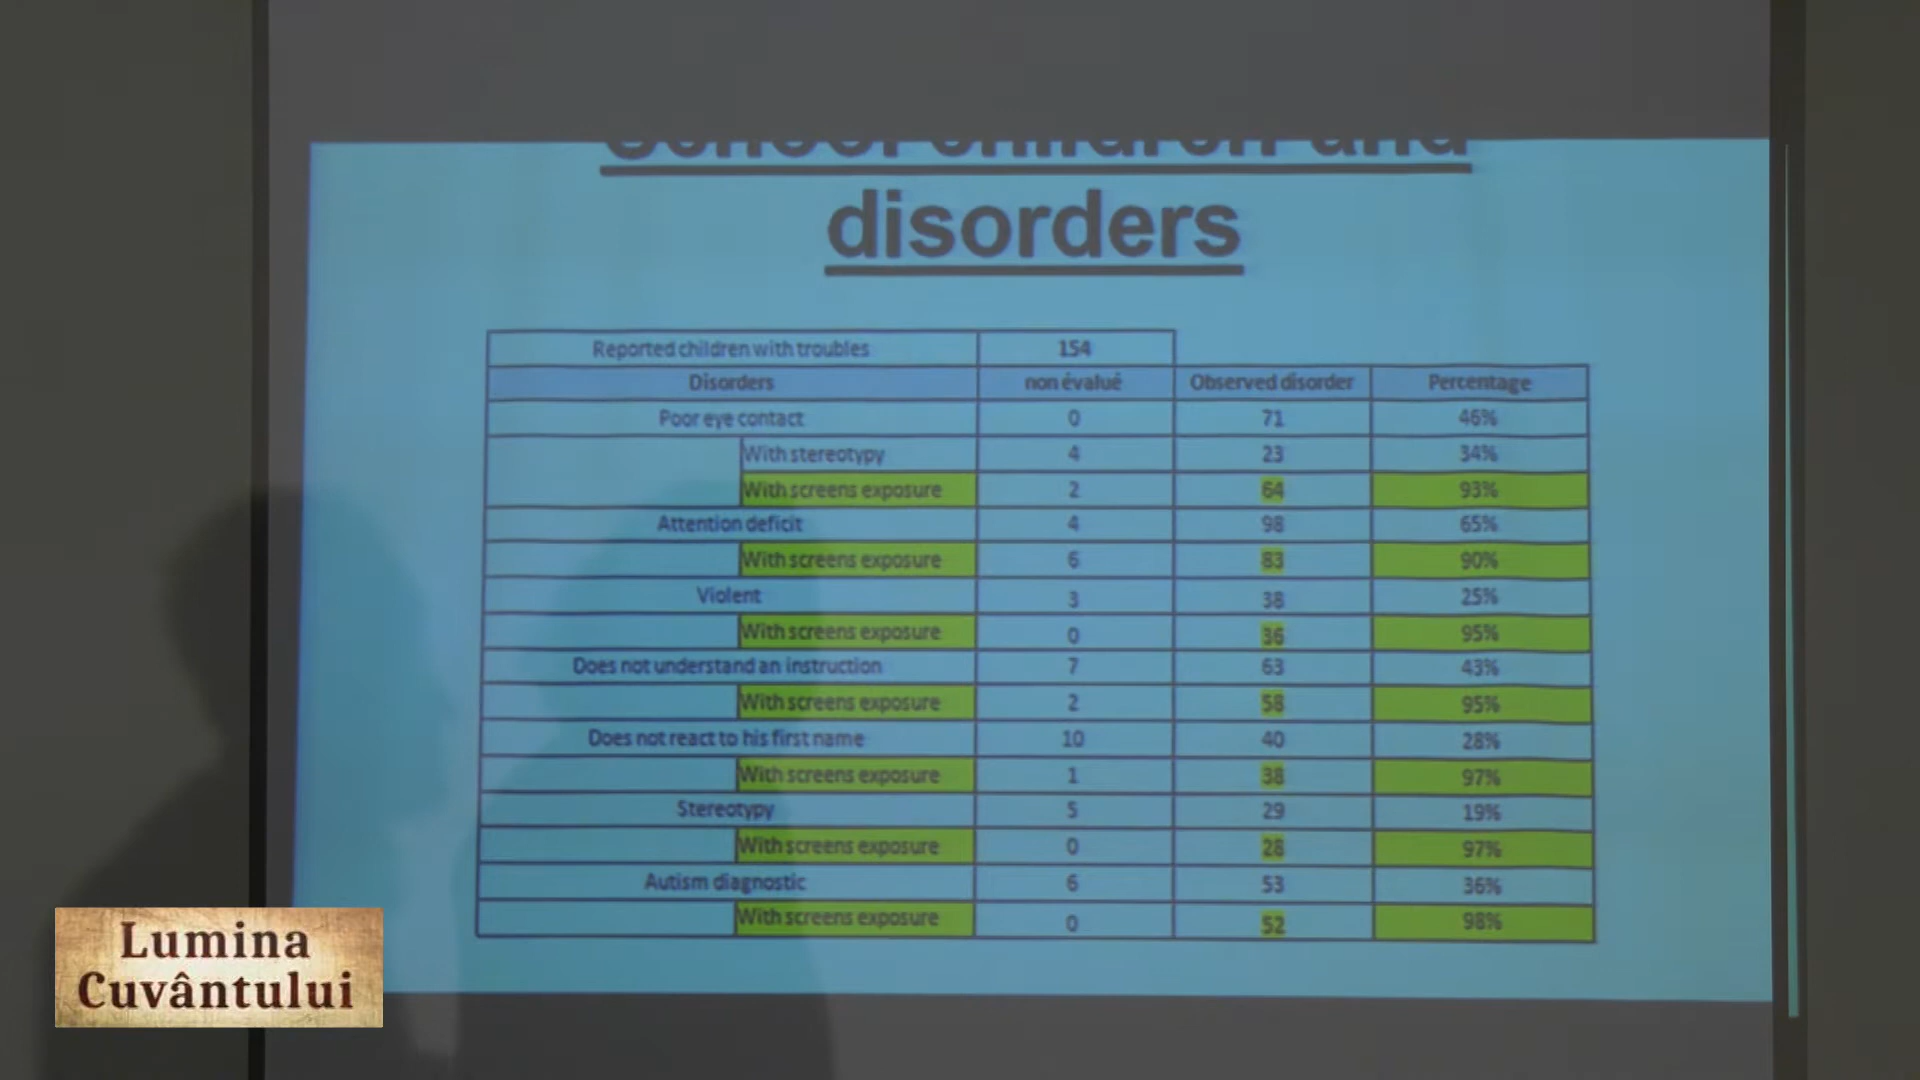 School children and
disorders
Reported children with troubles 154
Disorders non évalué Observed disorder Percentage
Poor eye contact 0 71 46%
With stereotypy 4 23 34%
With screens exposure 2 64 93%
Attention deficit 4 98 65%
With screens exposure 6 83 90%
Violent 3 38 25%
With screens exposure 0 36 95%
Does not understand an instruction 7 63 43%
With screens exposure 2 58 95%
Does not react to his first name 10 40 28%
With screens exposure 1 38 97%
Stereotypy 5 29 19%
With screens exposure 0 28 97%
Autism diagnostic 6 53 36%
With screens exposure 0 52 98%
Lumina
Cuvântului